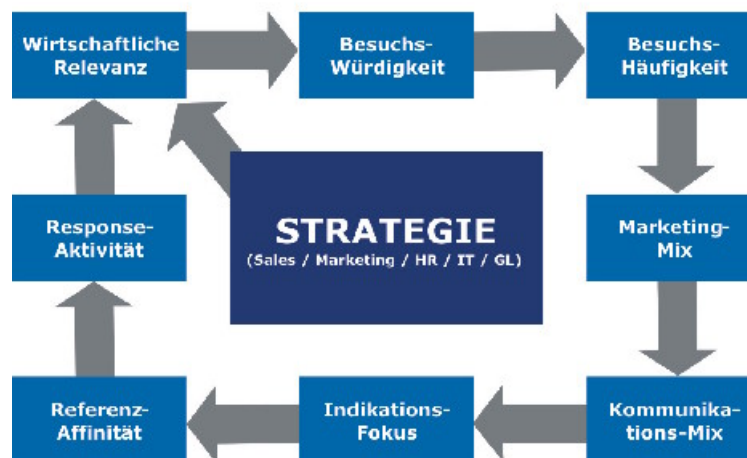 Wirtschaftliche
Relevanz
Besuchs-
Würdigkeit
Besuchs-
Häufigkeit
Response-
Aktivität
STRATEGIE
(Sales / Marketing / HR / IT / GL)
Marketing-
Mix
Referenz-
Affinität
Indikations-
Fokus
Kommunika-
tions-Mix